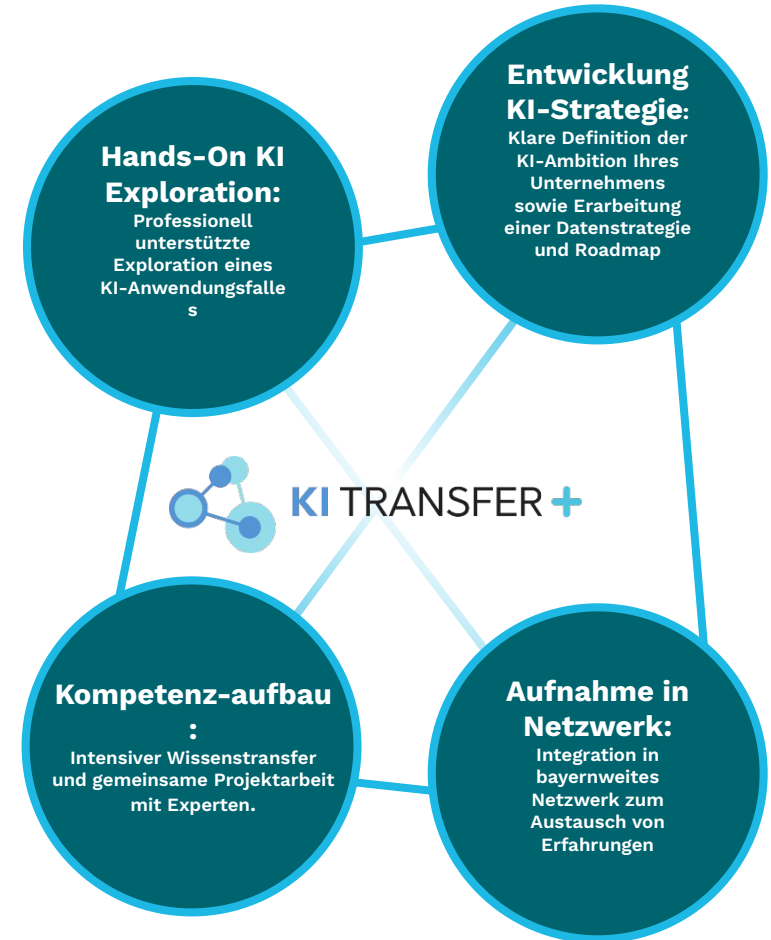 Hands-On KI
Exploration:
Professionell
unterstützte
Exploration eines
KI-Anwendungsfalle
s
Entwicklung
KI-Strategie:
Klare Definition der
KI-Ambition Ihres
Unternehmens
sowie Erarbeitung
einer Datenstrategie
und Roadmap
KI TRANSFER +
Kompetenz-aufbau
:
Intensiver Wissenstransfer
und gemeinsame Projektarbeit
mit Experten.
Aufnahme in
Netzwerk:
Integration in
bayernweites
Netzwerk zum
Austausch von
Erfahrungen